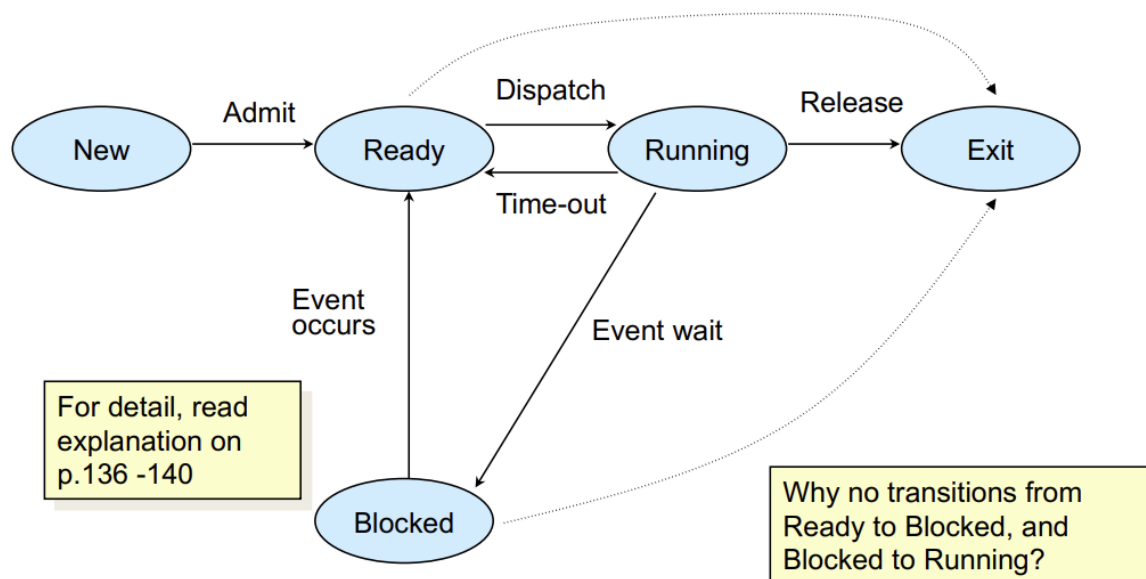 Admit
Dispatch
Release
New
Ready
Running
Exit
Time-out
Event
occurs
Event wait
For detail, read
explanation on
p.136 -140
Blocked
Why no transitions from
Ready to Blocked, and
Blocked to Running?